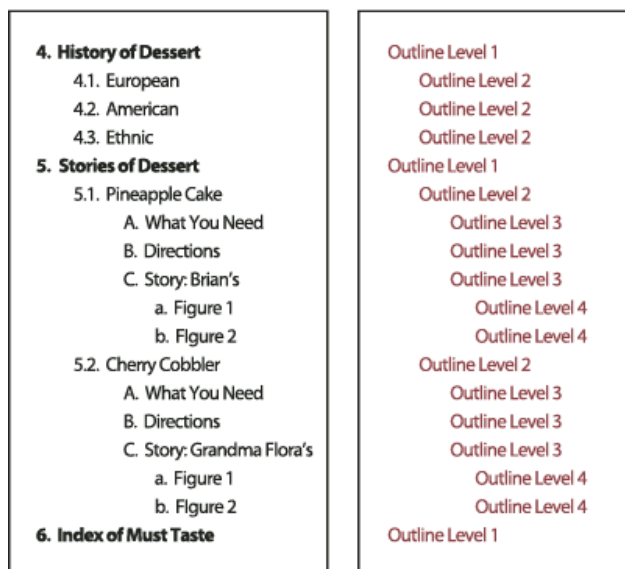 4. History of Dessert
4.1. European
4.2. American
4.3. Ethnic
5. Stories of Dessert
5.1. Pineapple Cake
A. What You Need
B. Directions
C. Story: Brian's
a. Figure 1
b. FIgure 2
5.2. Cherry Cobbler
A. What You Need
B. Directions
C. Story: Grandma Flora's
a. Figure 1
b. FIgure 2
6. Index of Must Taste
Outline Level 1
Outline Level 2
Outline Level 2
Outline Level 2
Outline Level 1
Outline Level 2
Outline Level 3
Outline Level 3
Outline Level 3
Outline Level 4
Outline Level 4
Outline Level 2
Outline Level 3
Outline Level 3
Outline Level 3
Outline Level 4
Outline Level 4
Outline Level 1